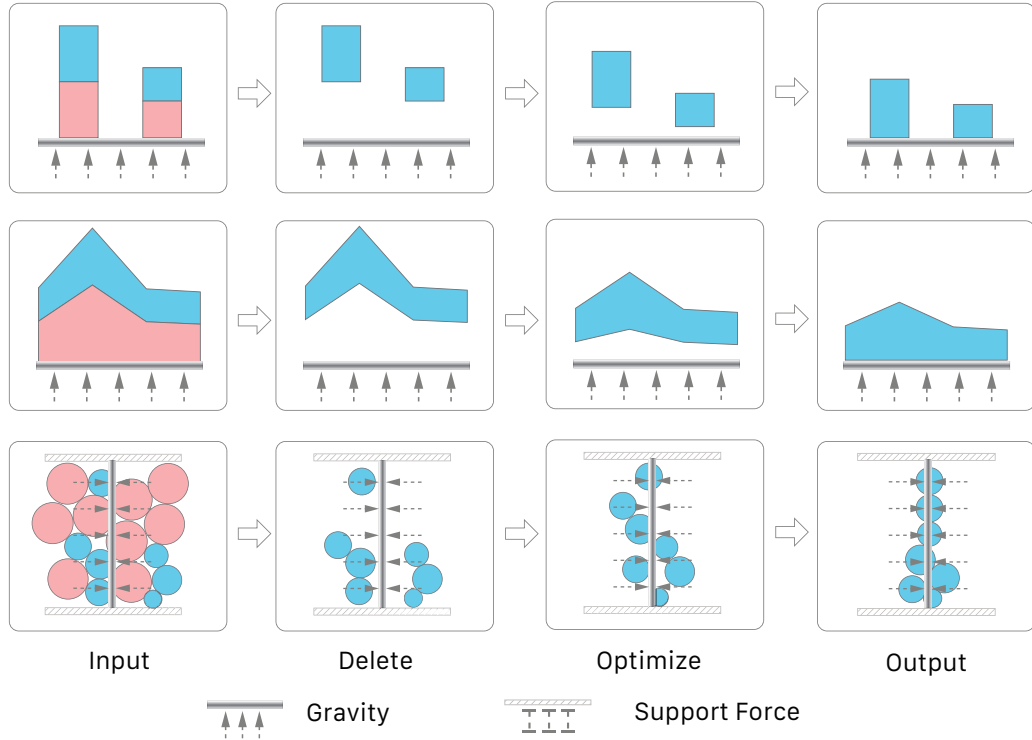 Input
Delete
Optimize
Output
Gravity
Support Force